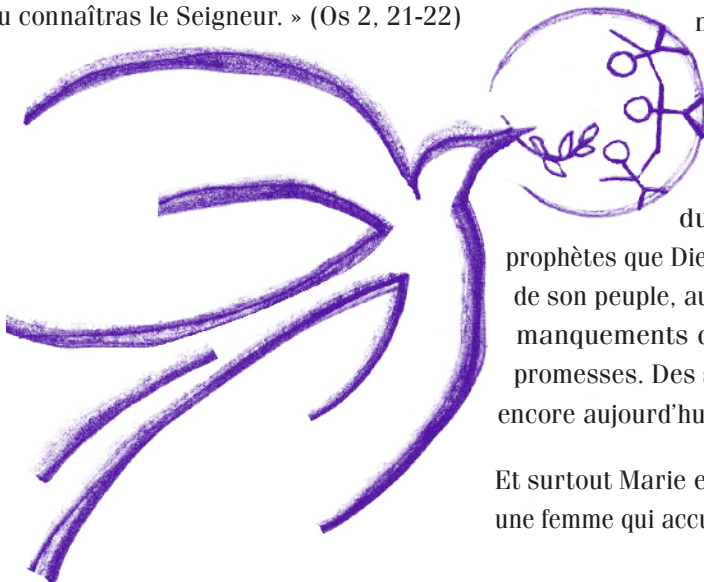 u connaîtras le Seigneur. » (Os 2, 21-22)
du
prophètes que Die
de son peuple, au
manquements
promesses. Des
encore aujourd'hu
Et surtout Marie e
une femme qui accu